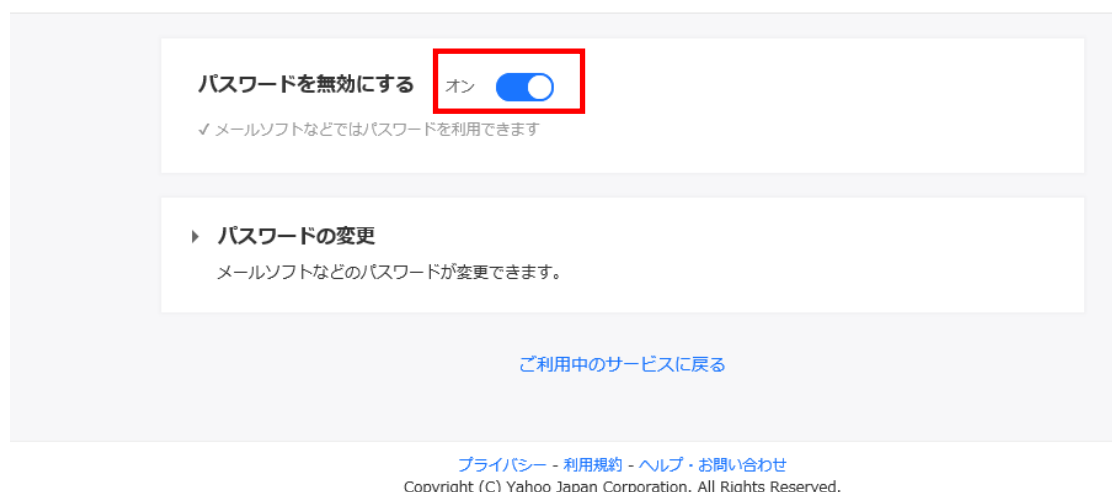 パスワードを無効にする オン
✓ メールソフトなどではパスワードを利用できます
パスワードの変更
メールソフトなどのパスワードが変更できます。
ご利用中のサービスに戻る
プライバシー - 利用規約 - ヘルプ・お問い合わせ
Copyright (C) Yahoo Japan Corporation. All Rights Reserved.